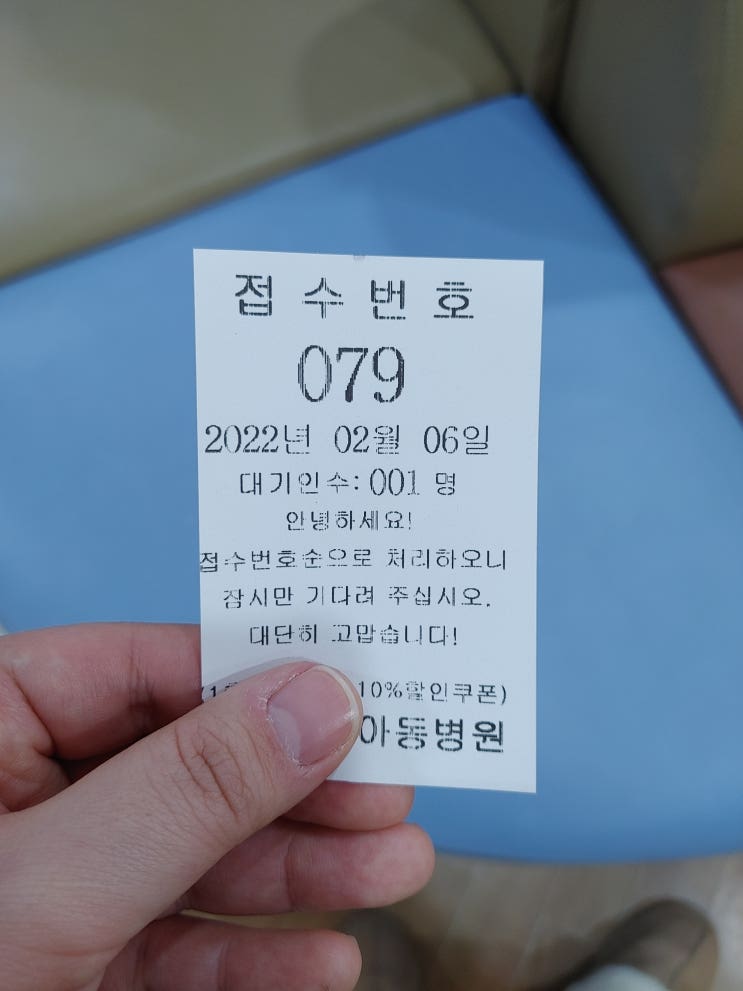 접수번호
079
2022년 02월 06일
대기인수: 001 명
안녕하세요!
접수번호순으로 처리하오니
잠시만 기다려 주십시오.
대단히 고맙습니다!
10%할인쿠폰)
아동병원